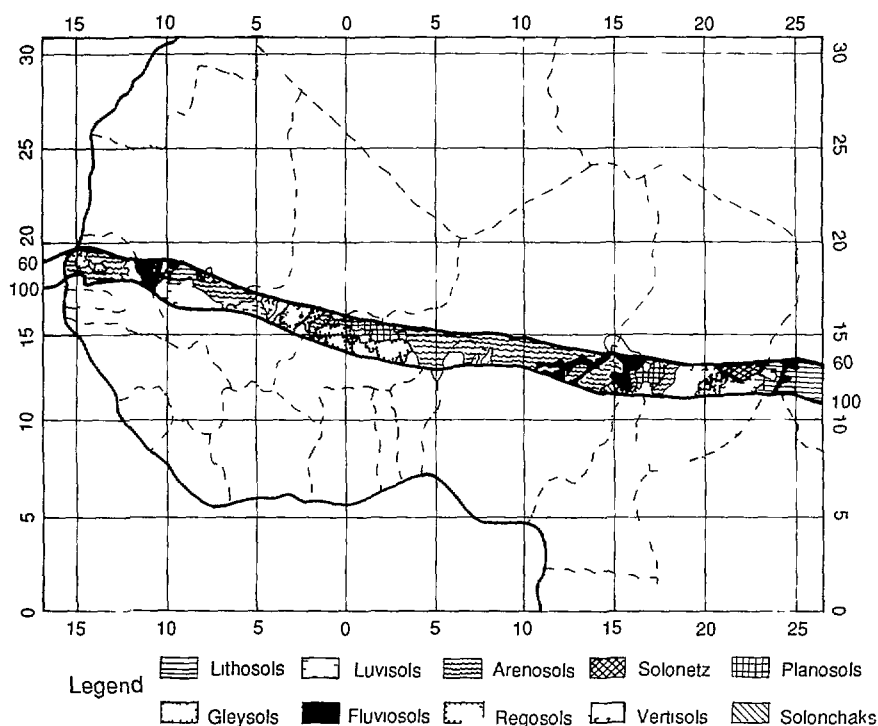 15 10 5 0 5 10 15 20 25
30 30
25 25
20 20
60
100
15 15
60
100
10 10
5 5
0 0
15 10 5 0 5 10 15 20 25
Legend
Lithosols Luvisols Arenosols Solonetz Planosols
Gleysols Fluviosols Regosols Vertisols Solonchaks